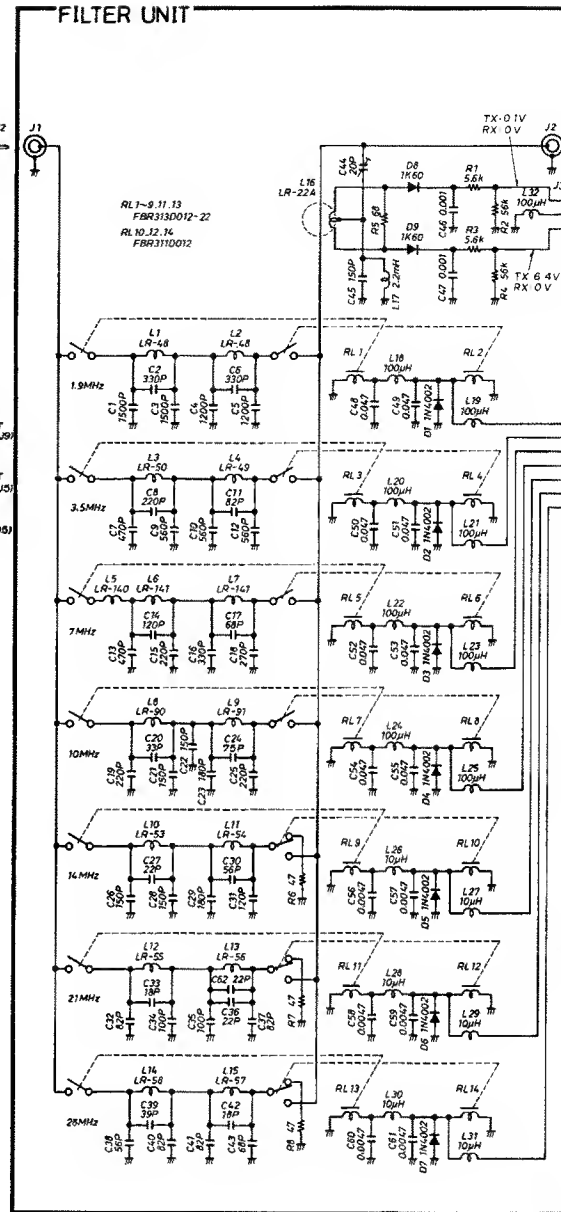 FILTER UNIT
J1
J2
TX·0.1V
RX:0V
C44
20P
L16
LR-22A
D8
1K60
R1
5.6k
L32
100µH
R5 68
C46 0.001
R2 56k
D9
1K60
R3
5.6k
C45 150P
L17 2.2mH
C47 0.001
R4 56k
TX·6.4V
RX:0V
RL1~9.11.13
FBR313D012-22
RL10.12.14
FBR311D012
L1
LR-48
L2
LR-48
1.9MHz
C2
330P
C6
330P
C1 1500P
C3 1500P
C4 1200P
C5 1200P
RL1
L18
100µH
RL2
C48 0.047
C49 0.047
D1 1N4002
L19
100µH
L3
LR-50
L4
LR-49
3.5MHz
C8
220P
C11
82P
C7 470P
C9 560P
C10 560P
C12 560P
RL3
L20
100µH
RL4
C50 0.047
C51 0.047
D2 1N4002
L21
100µH
L5
LR-140
L6
LR-141
L7
LR-141
7MHz
C14
120P
C17
68P
C13 470P
C15 220P
C16 330P
C18 270P
RL5
L22
100µH
RL6
C52 0.047
C53 0.047
D3 1N4002
L23
100µH
L8
LR-90
L9
LR-91
10MHz
C20
33P
C22 150P
C24
75P
C19 220P
C21 150P
C23 180P
C25 220P
RL7
L24
100µH
RL8
C54 0.047
C55 0.047
D4 1N4002
L25
100µH
L10
LR-53
L11
LR-54
14MHz
C27
22P
C30
56P
C26 150P
C28 150P
C29 180P
C31 120P
R6 47
RL9
L26
10µH
RL10
C56 0.0047
C57 0.0047
D5 1N4002
L27
10µH
L12
LR-55
L13
LR-56
21MHz
C33
18P
C62 22P
C36
22P
C32 82P
C34 100P
C35 100P
C37 82P
R7 47
RL11
L28
10µH
RL12
C58 0.0047
C59 0.0047
D6 1N4002
L29
10µH
L14
LR-58
L15
LR-57
28MHz
C39
39P
C42
18P
C38 56P
C40 82P
C41 82P
C43 68P
R8 47
RL13
L30
10µH
RL14
C60 0.0047
C61 0.0047
D7 1N4002
L31
10µH